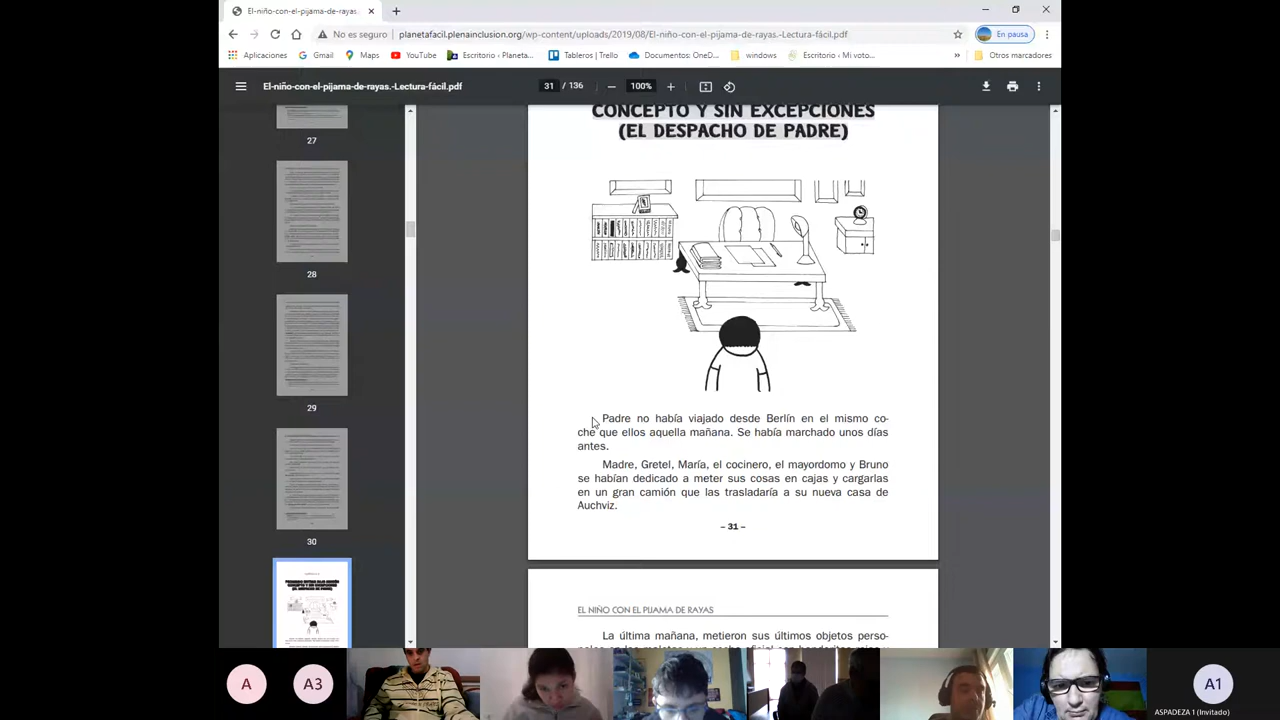 El-niño-con-el-pijama-de-rayas.
No es seguro
planetafacil.plenainclusion.org/wp-content/uploads/2019/08/El-niño-con-el-pijama-de-rayas.-Lectura-fácil.pdf
En pausa
Aplicaciones
Gmail
Maps
YouTube
Escritorio – Planeta...
Tableros | Trello
Documentos: OneD...
windows
Escritorio ‹ Mi voto...
Otros marcadores
El-niño-con-el-pijama-de-rayas.-Lectura-fácil.pdf
31 / 136
100%
27
28
29
30
CONCEPTO Y SIN EXCEPCIONES
(EL DESPACHO DE PADRE)
Padre no había viajado desde Berlín en el mismo co-
che que ellos aquella mañana. Se había marchado unos días
antes.
Madre, Gretel, María, el cocinero, el mayordomo y Bruno
se habían dedicado a meter sus cosas en cajas y cargarlas
en un gran camión que las trasladaría a su nueva casa de
Auchviz.
– 31 –
EL NIÑO CON EL PIJAMA DE RAYAS
La última mañana, metieron sus últimos objetos perso-
A
A3
A1
ASPADEZA 1 (Invitado)